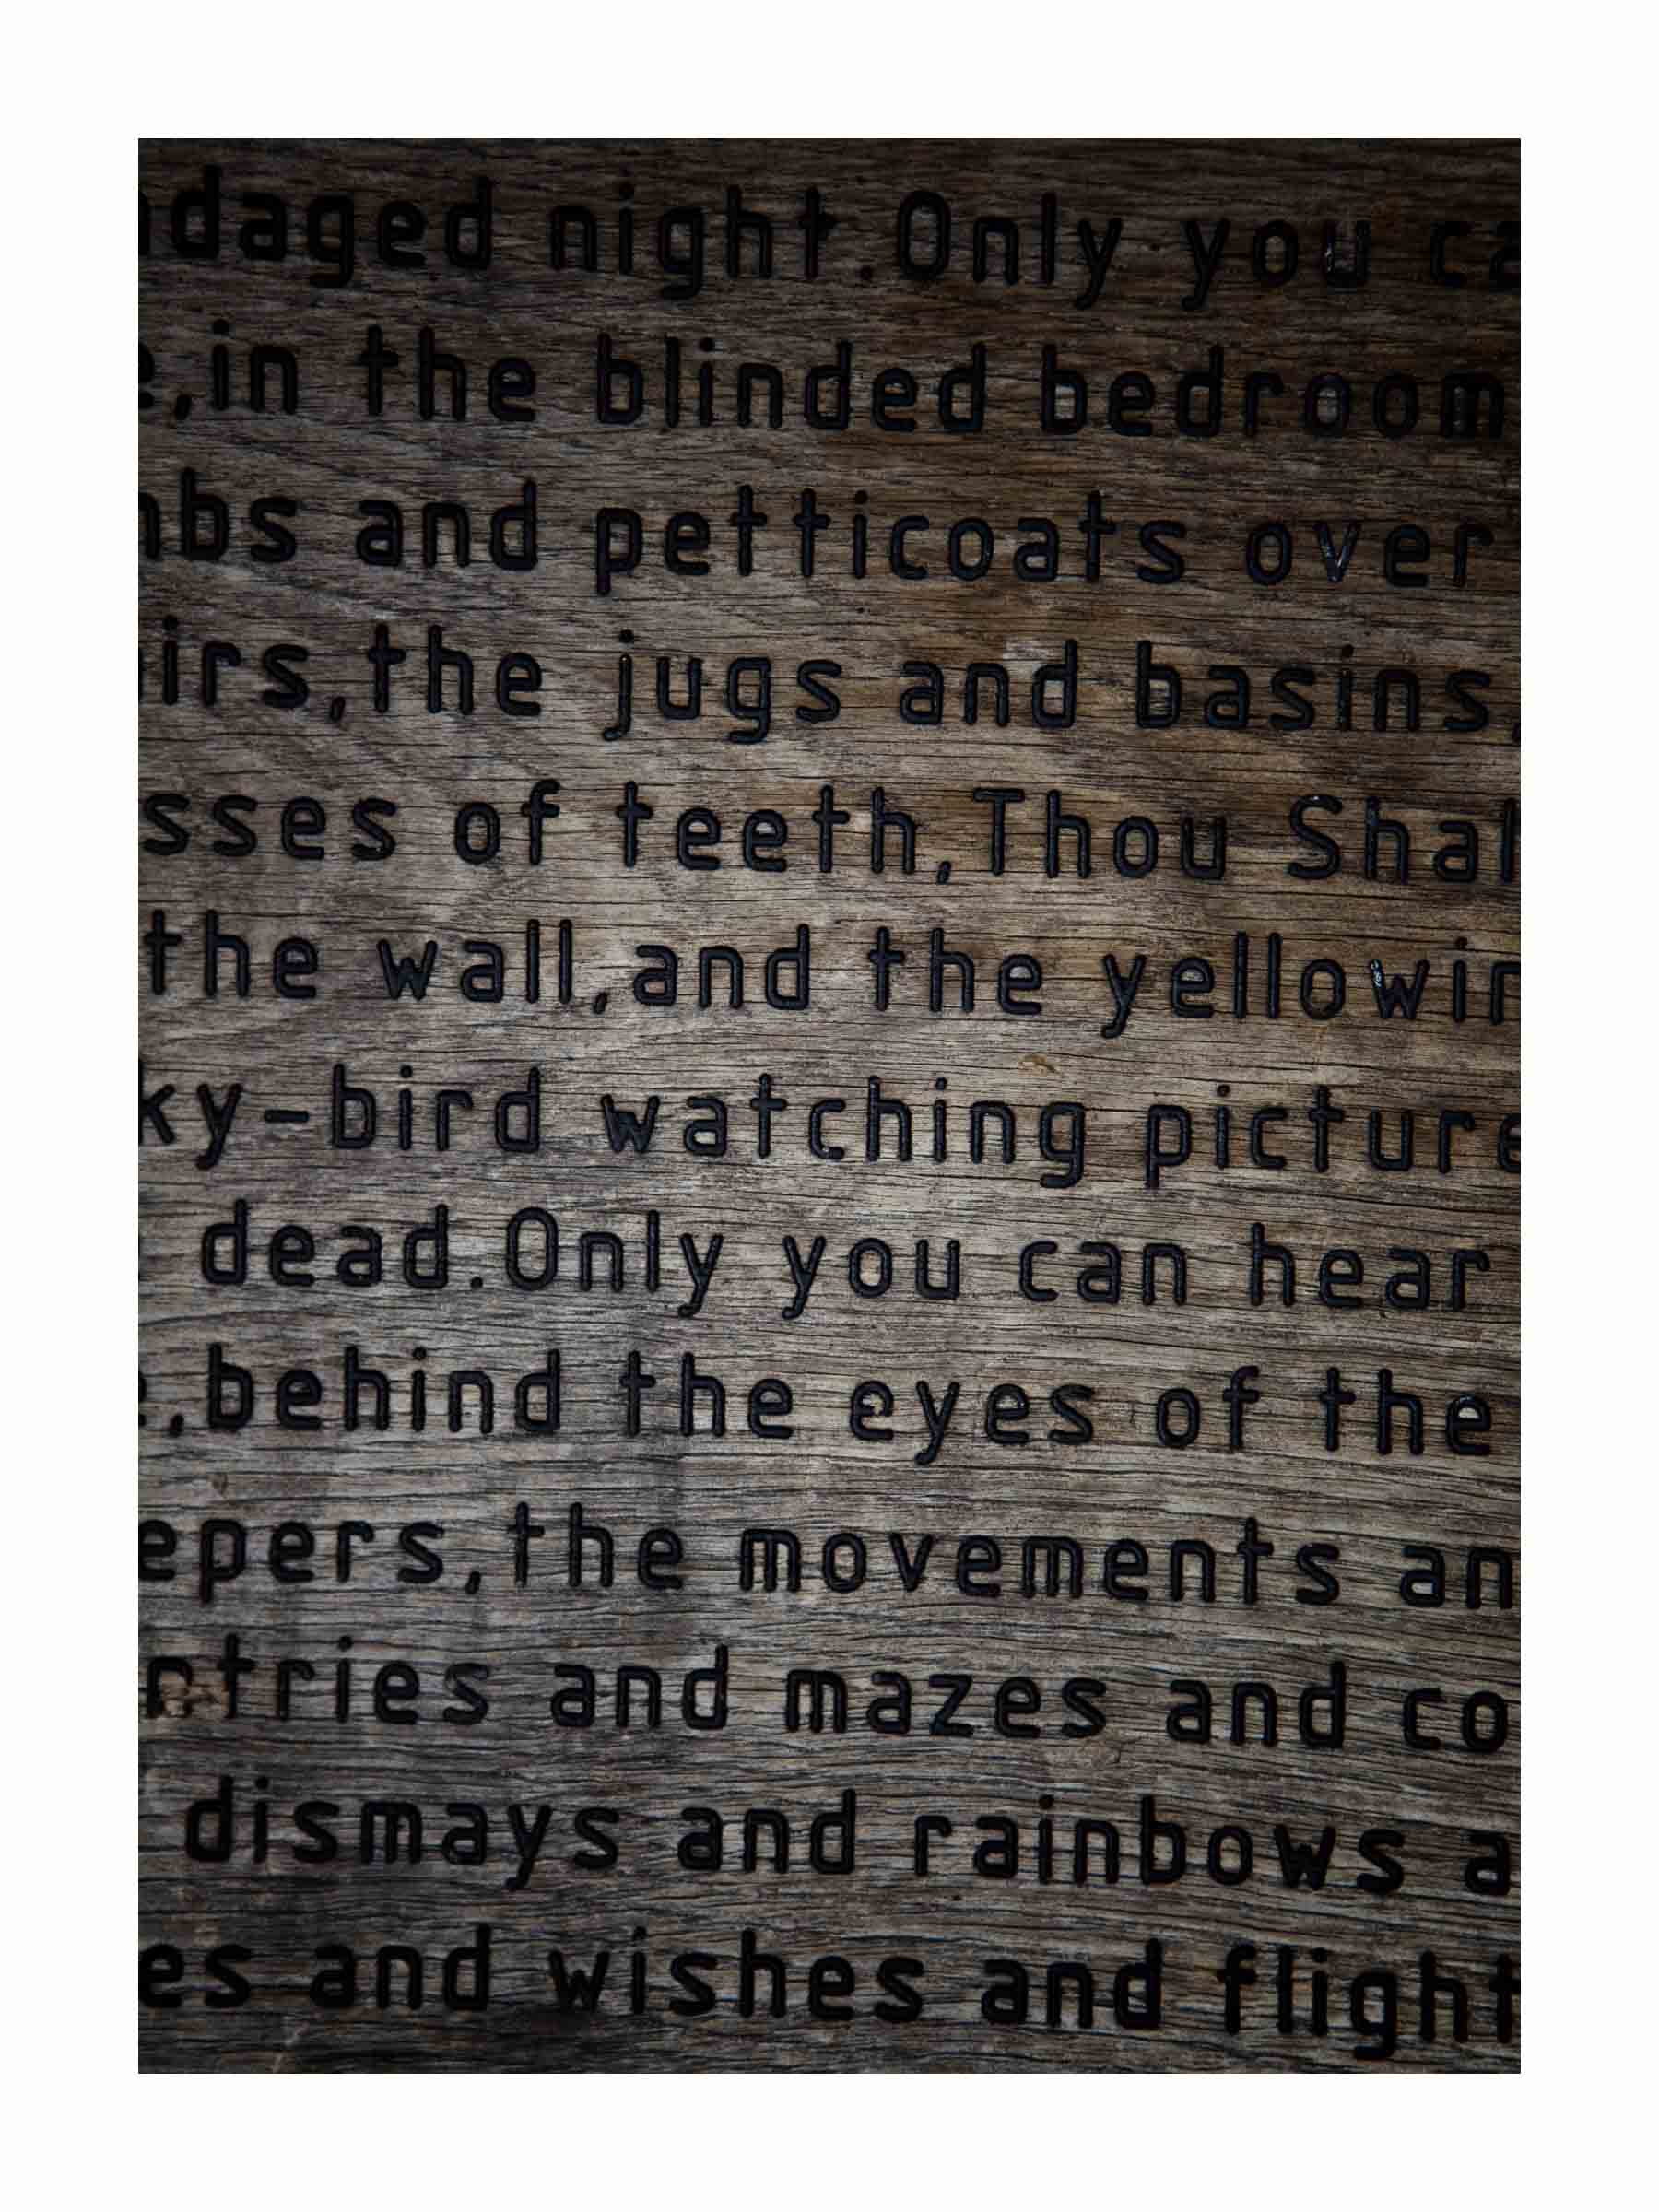 ndaged night.Only you ca
e,in the blinded bedroom
mbs and petticoats over
irs,the jugs and basins,
sses of teeth,Thou Shal
the wall,and the yellowin
ky-bird watching picture
dead.Only you can hear
,behind the eyes of the
epers,the movements an
ntries and mazes and co
dismays and rainbows a
es and wishes and flight